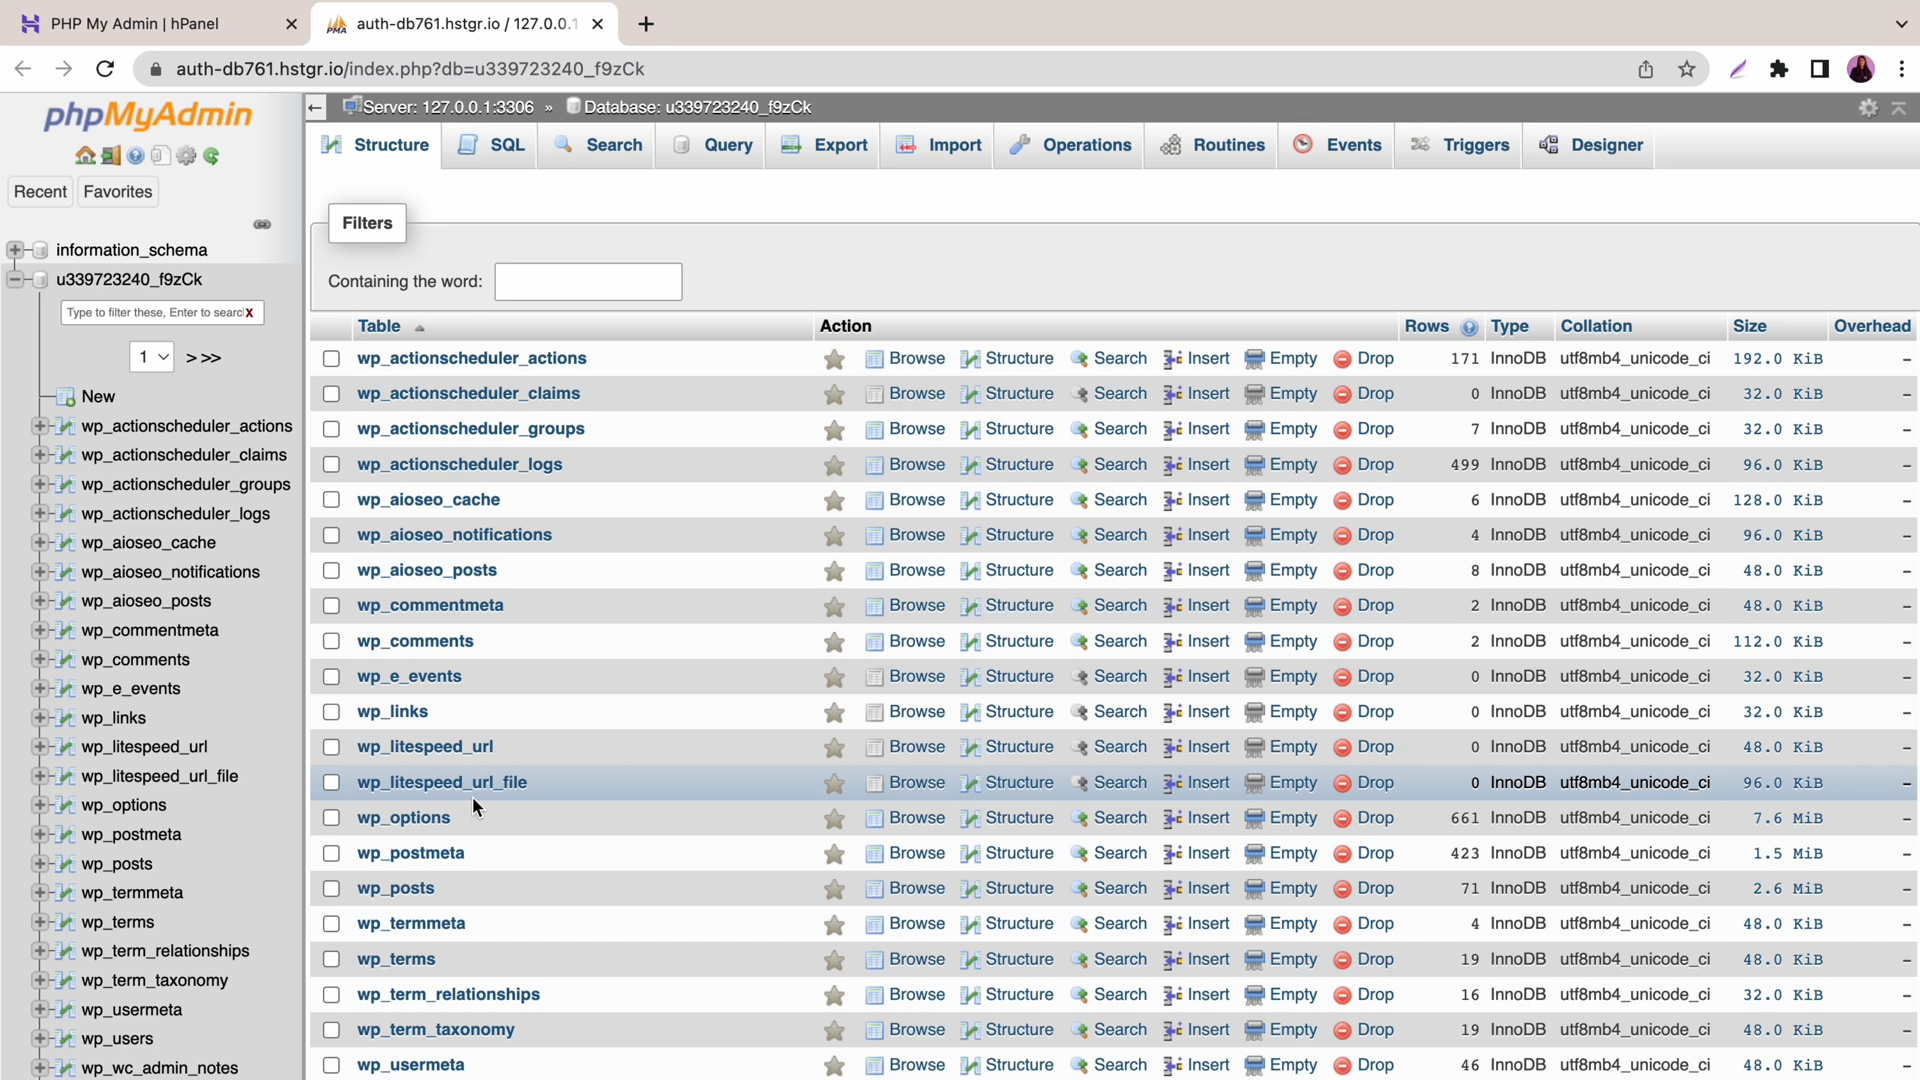 PHP My Admin | hPanel
auth-db761.hstgr.io / 127.0.0.1
auth-db761.hstgr.io/index.php?db=u339723240_f9zCk
phpMyAdmin
Recent
Favorites
information_schema
u339723240_f9zCk
Type to filter these, Enter to searc X
1 > >>
New
wp_actionscheduler_actions
wp_actionscheduler_claims
wp_actionscheduler_groups
wp_actionscheduler_logs
wp_aioseo_cache
wp_aioseo_notifications
wp_aioseo_posts
wp_commentmeta
wp_comments
wp_e_events
wp_links
wp_litespeed_url
wp_litespeed_url_file
wp_options
wp_postmeta
wp_posts
wp_termmeta
wp_terms
wp_term_relationships
wp_term_taxonomy
wp_usermeta
wp_users
wp_wc_admin_notes
Server: 127.0.0.1:3306 » Database: u339723240_f9zCk
Structure SQL Search Query Export Import Operations Routines Events Triggers Designer
Filters
Containing the word:
Table Action Rows Type Collation Size Overhead
wp_actionscheduler_actions Browse Structure Search Insert Empty Drop 171 InnoDB utf8mb4_unicode_ci 192.0 KiB -
wp_actionscheduler_claims Browse Structure Search Insert Empty Drop 0 InnoDB utf8mb4_unicode_ci 32.0 KiB -
wp_actionscheduler_groups Browse Structure Search Insert Empty Drop 7 InnoDB utf8mb4_unicode_ci 32.0 KiB -
wp_actionscheduler_logs Browse Structure Search Insert Empty Drop 499 InnoDB utf8mb4_unicode_ci 96.0 KiB -
wp_aioseo_cache Browse Structure Search Insert Empty Drop 6 InnoDB utf8mb4_unicode_ci 128.0 KiB -
wp_aioseo_notifications Browse Structure Search Insert Empty Drop 4 InnoDB utf8mb4_unicode_ci 96.0 KiB -
wp_aioseo_posts Browse Structure Search Insert Empty Drop 8 InnoDB utf8mb4_unicode_ci 48.0 KiB -
wp_commentmeta Browse Structure Search Insert Empty Drop 2 InnoDB utf8mb4_unicode_ci 48.0 KiB -
wp_comments Browse Structure Search Insert Empty Drop 2 InnoDB utf8mb4_unicode_ci 112.0 KiB -
wp_e_events Browse Structure Search Insert Empty Drop 0 InnoDB utf8mb4_unicode_ci 32.0 KiB -
wp_links Browse Structure Search Insert Empty Drop 0 InnoDB utf8mb4_unicode_ci 32.0 KiB -
wp_litespeed_url Browse Structure Search Insert Empty Drop 0 InnoDB utf8mb4_unicode_ci 48.0 KiB -
wp_litespeed_url_file Browse Structure Search Insert Empty Drop 0 InnoDB utf8mb4_unicode_ci 96.0 KiB -
wp_options Browse Structure Search Insert Empty Drop 661 InnoDB utf8mb4_unicode_ci 7.6 MiB -
wp_postmeta Browse Structure Search Insert Empty Drop 423 InnoDB utf8mb4_unicode_ci 1.5 MiB -
wp_posts Browse Structure Search Insert Empty Drop 71 InnoDB utf8mb4_unicode_ci 2.6 MiB -
wp_termmeta Browse Structure Search Insert Empty Drop 4 InnoDB utf8mb4_unicode_ci 48.0 KiB -
wp_terms Browse Structure Search Insert Empty Drop 19 InnoDB utf8mb4_unicode_ci 48.0 KiB -
wp_term_relationships Browse Structure Search Insert Empty Drop 16 InnoDB utf8mb4_unicode_ci 32.0 KiB -
wp_term_taxonomy Browse Structure Search Insert Empty Drop 19 InnoDB utf8mb4_unicode_ci 48.0 KiB -
wp_usermeta Browse Structure Search Insert Empty Drop 46 InnoDB utf8mb4_unicode_ci 48.0 KiB -